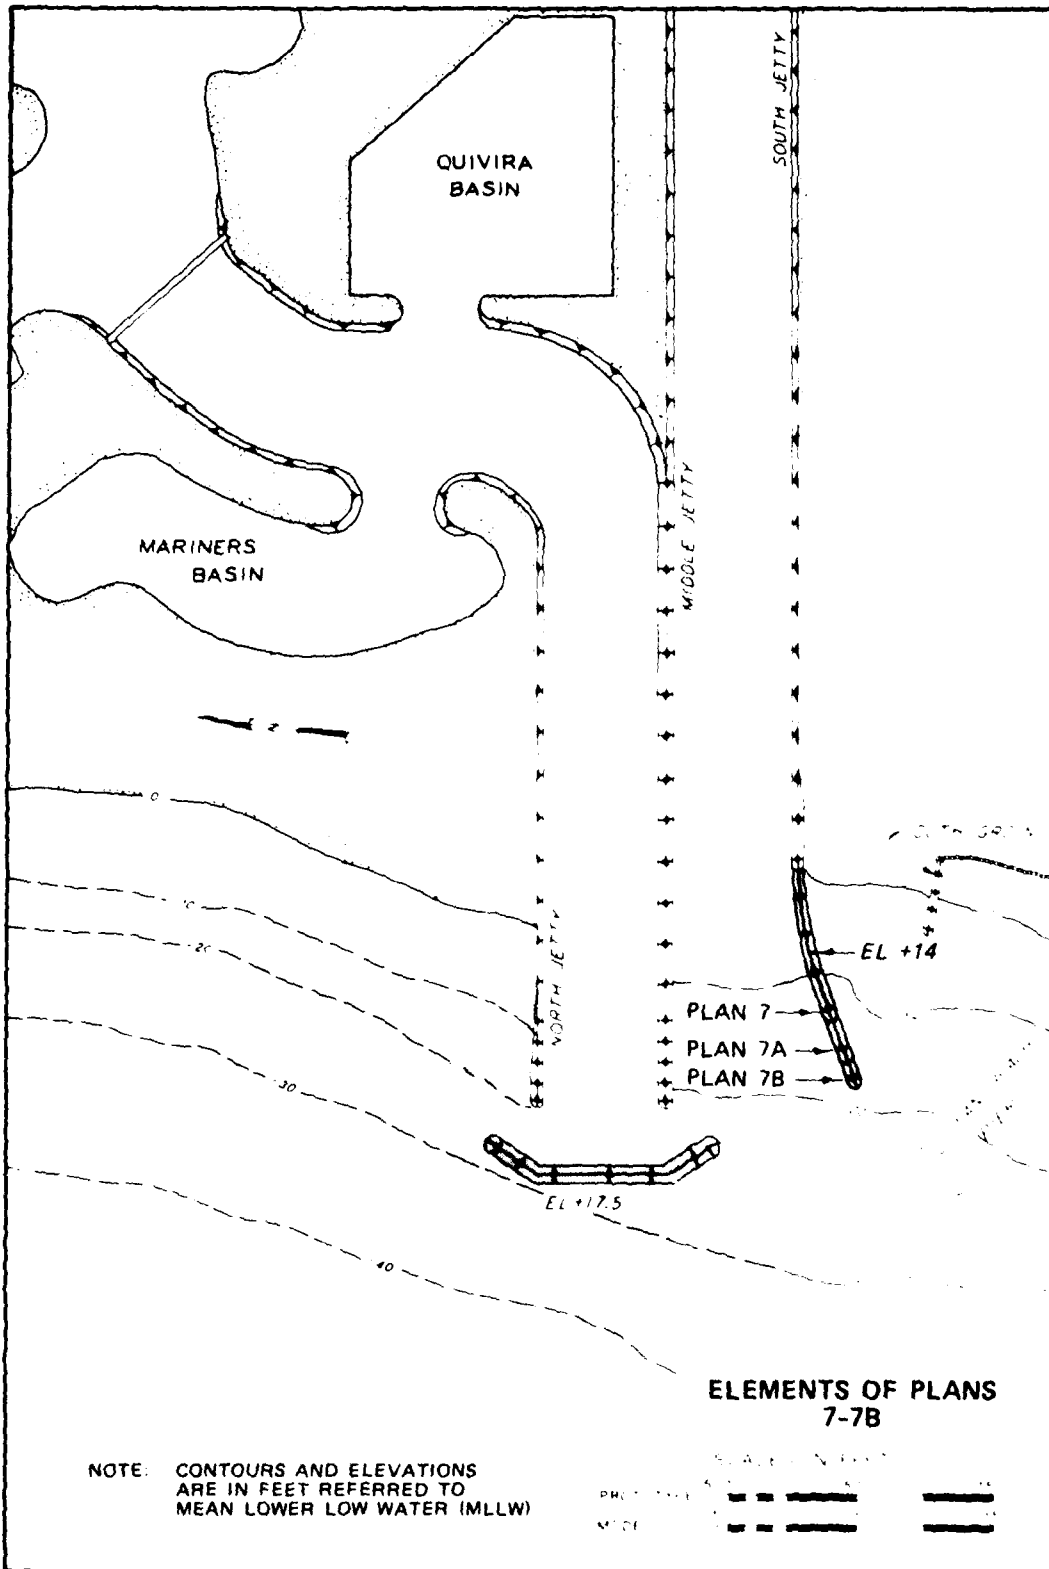 SOUTH JETTY
QUIVIRA
BASIN
MIDDLE JETTY
MARINERS
BASIN
0
10
20
NORTH JETTY
EL +14
PLAN 7
PLAN 7A
PLAN 7B
30
EL +17.5
40
ELEMENTS OF PLANS
7-7B
NOTE: CONTOURS AND ELEVATIONS
ARE IN FEET REFERRED TO
MEAN LOWER LOW WATER (MLLW)